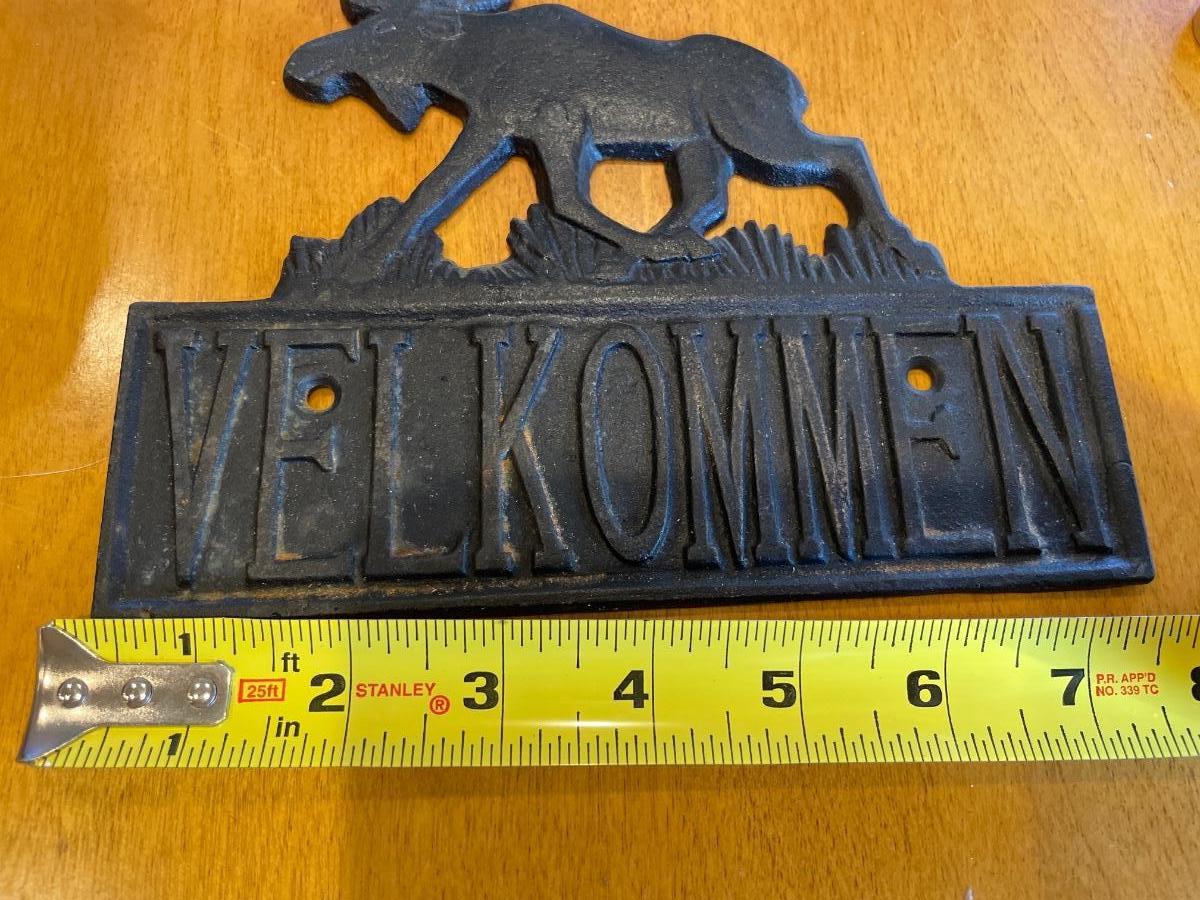 VELKOMMEN
1 ft 25ft 2 STANLEY ® 3 4 5 6 7 P.R. APP'D 8
1 in NO. 339 TC